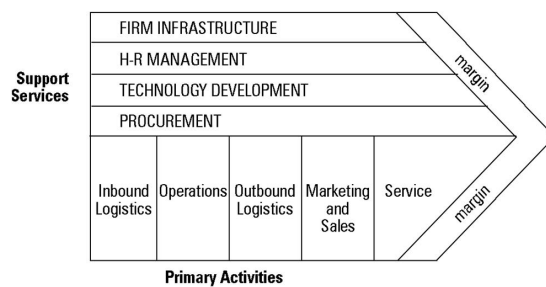 FIRM INFRASTRUCTURE
H-R MANAGEMENT
Support
Services
TECHNOLOGY DEVELOPMENT
PROCUREMENT
margin
Inbound
Logistics
Operations
Outbound
Logistics
Marketing
and
Sales
Service
margin
Primary Activities